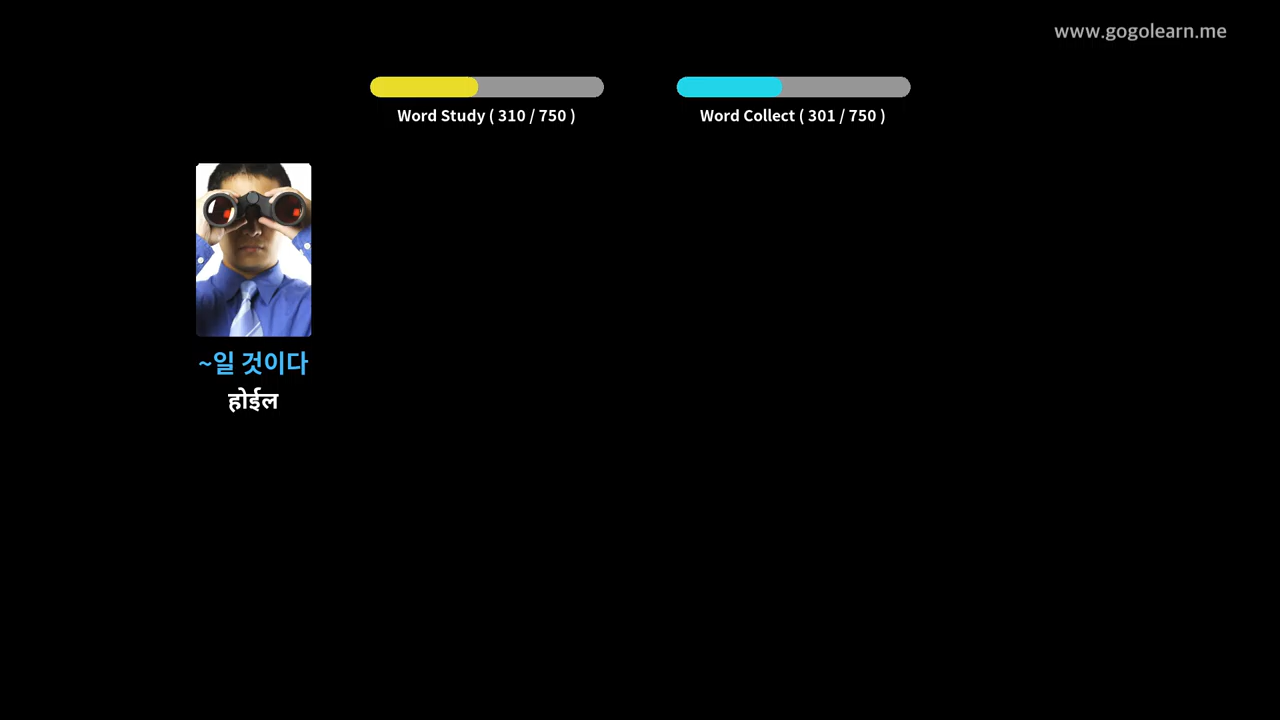 www.gogolearn.me
Word Study ( 310 / 750 )
Word Collect ( 301 / 750 )
~일 것이다
होईल